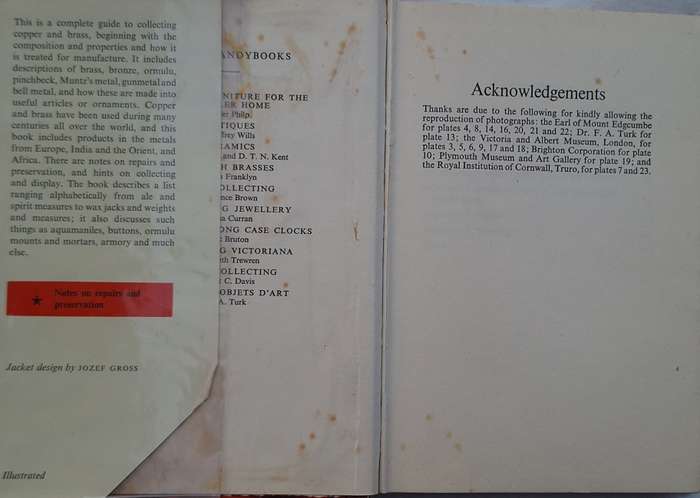 This is a complete guide to collecting
copper and brass, beginning with the
composition and properties and how it
is treated for manufacture. It includes
descriptions of brass, bronze, ormulu,
pinchbeck, Muntz's metal, gunmetal and
bell metal, and how these are made into
useful articles or ornaments. Copper
and brass have been used during many
centuries all over the world, and this
book includes products in the metals
from Europe, India and the Orient, and
Africa. There are notes on repairs and
preservation, and hints on collecting
and display. The book describes a list
ranging alphabetically from ale and
spirit measures to wax jacks and weights
and measures; it also discusses such
things as aquamaniles, buttons, ormulu
mounts and mortars, armory and much
else.
Notes on repairs and
preservation
Jacket design by JOZEF GROSS
Illustrated
ANDYBOOKS
NITURE FOR THE
ER HOME
er Philp
TIQUES
frey Wills
RAMICS
and D. T. N. Kent
H BRASSES
Franklyn
OLLECTING
nce Brown
G JEWELLERY
a Curran
ONG CASE CLOCKS
Bruton
G VICTORIANA
th Trewren
OLLECTING
C. Davis
OBJETS D'ART
A. Turk
Acknowledgements
Thanks are due to the following for kindly allowing the
reproduction of photographs: the Earl of Mount Edgcumbe
for plates 4, 8, 14, 16, 20, 21 and 22; Dr. F. A. Turk for
plate 13; the Victoria and Albert Museum, London, for
plates 3, 5, 6, 9, 17 and 18; Brighton Corporation for plate
10; Plymouth Museum and Art Gallery for plate 19; and
the Royal Institution of Cornwall, Truro, for plates 7 and 23.